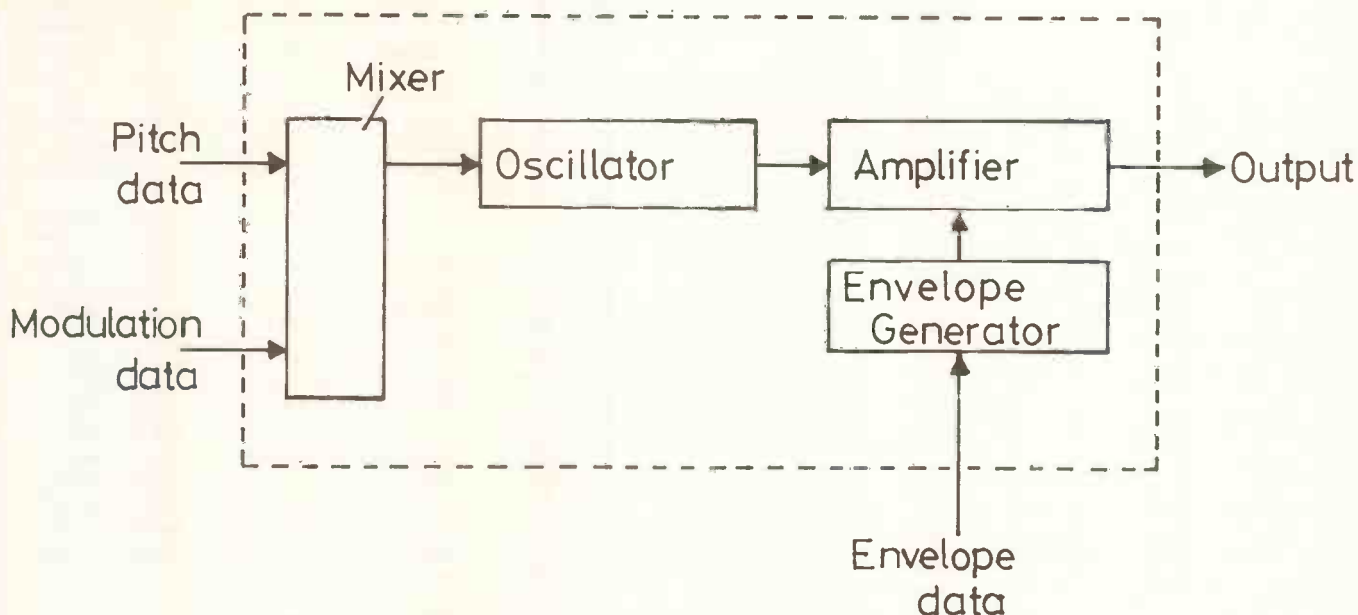 Mixer
Pitch
data
Oscillator
Amplifier
Output
Envelope
Generator
Modulation
data
Envelope
data